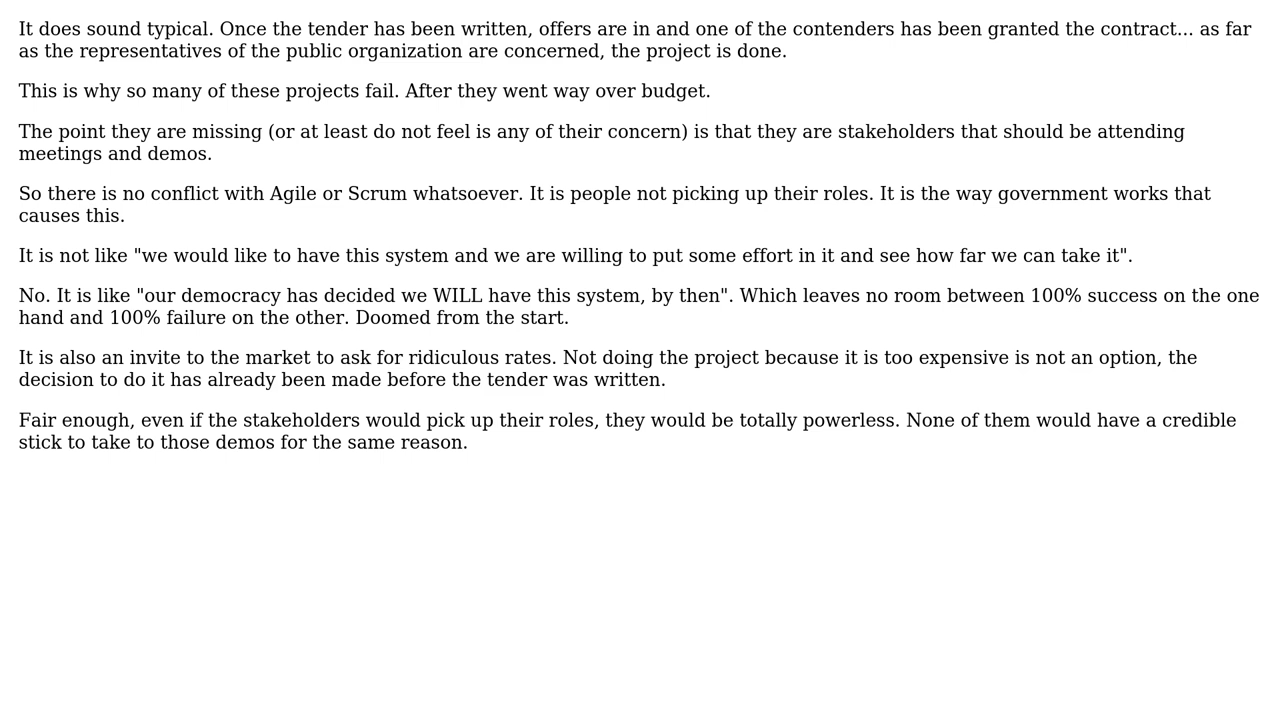 It does sound typical. Once the tender has been written, offers are in and one of the contenders has been granted the contract... as far
as the representatives of the public organization are concerned, the project is done.
This is why so many of these projects fail. After they went way over budget.
The point they are missing (or at least do not feel is any of their concern) is that they are stakeholders that should be attending
meetings and demos.
So there is no conflict with Agile or Scrum whatsoever. It is people not picking up their roles. It is the way government works that
causes this.
It is not like "we would like to have this system and we are willing to put some effort in it and see how far we can take it".
No. It is like "our democracy has decided we WILL have this system, by then". Which leaves no room between 100% success on the one
hand and 100% failure on the other. Doomed from the start.
It is also an invite to the market to ask for ridiculous rates. Not doing the project because it is too expensive is not an option, the
decision to do it has already been made before the tender was written.
Fair enough, even if the stakeholders would pick up their roles, they would be totally powerless. None of them would have a credible
stick to take to those demos for the same reason.